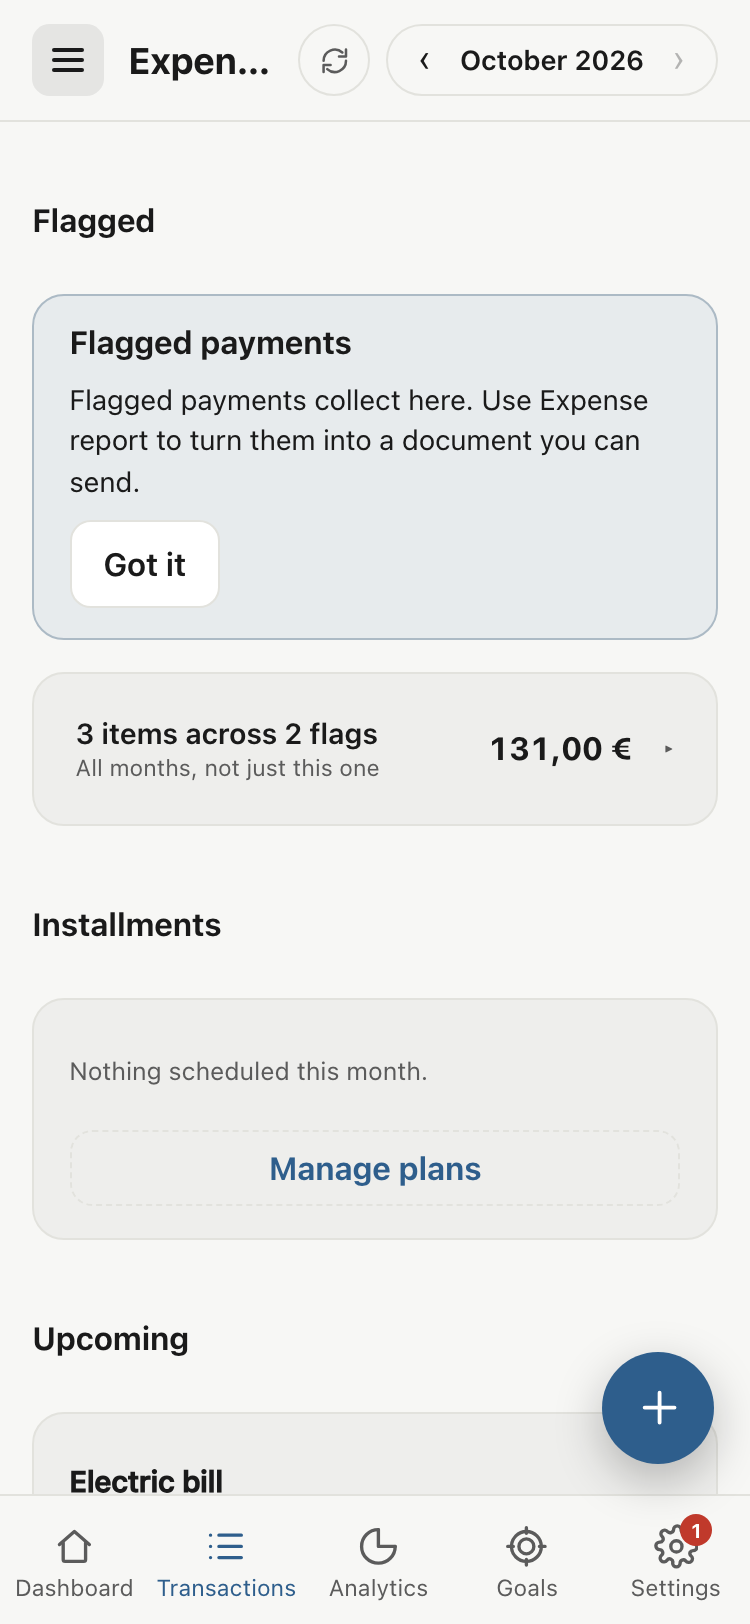 Expen...
October 2026
Flagged
Flagged payments
Flagged payments collect here. Use Expense
report to turn them into a document you can
send.
Got it
3 items across 2 flags
All months, not just this one
131,00 €
Installments
Nothing scheduled this month.
Manage plans
Upcoming
Electric bill
1
Dashboard
Transactions
Analytics
Goals
Settings